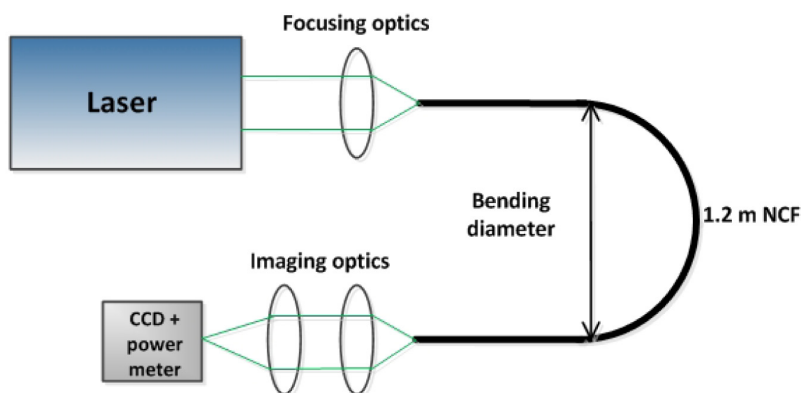 Focusing optics
Laser
Bending
diameter
1.2 m NCF
Imaging optics
CCD +
power
meter